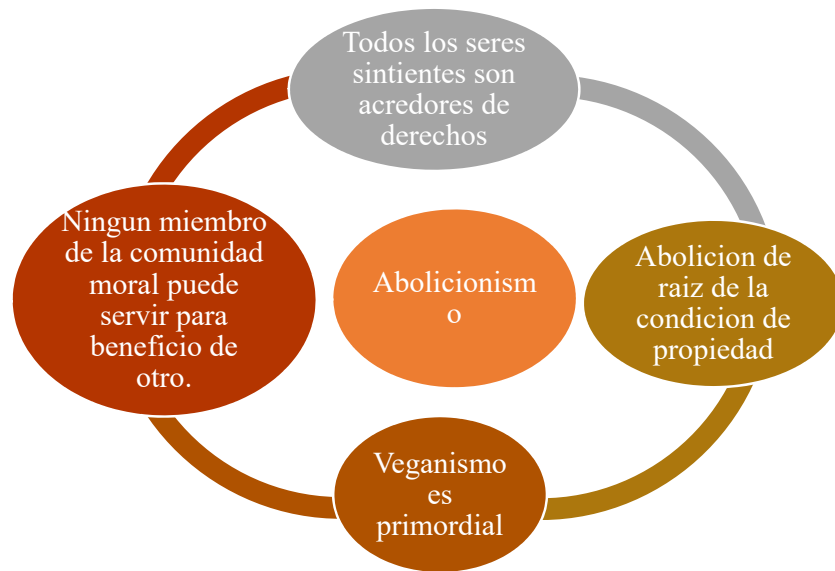 Todos los seres
sintientes son
acredores de
derechos
Ningun miembro
de la comunidad
moral puede
servir para
beneficio de
otro.
Abolicionism
o
Abolicion de
raiz de la
condicion de
propiedad
Veganismo
es
primordial